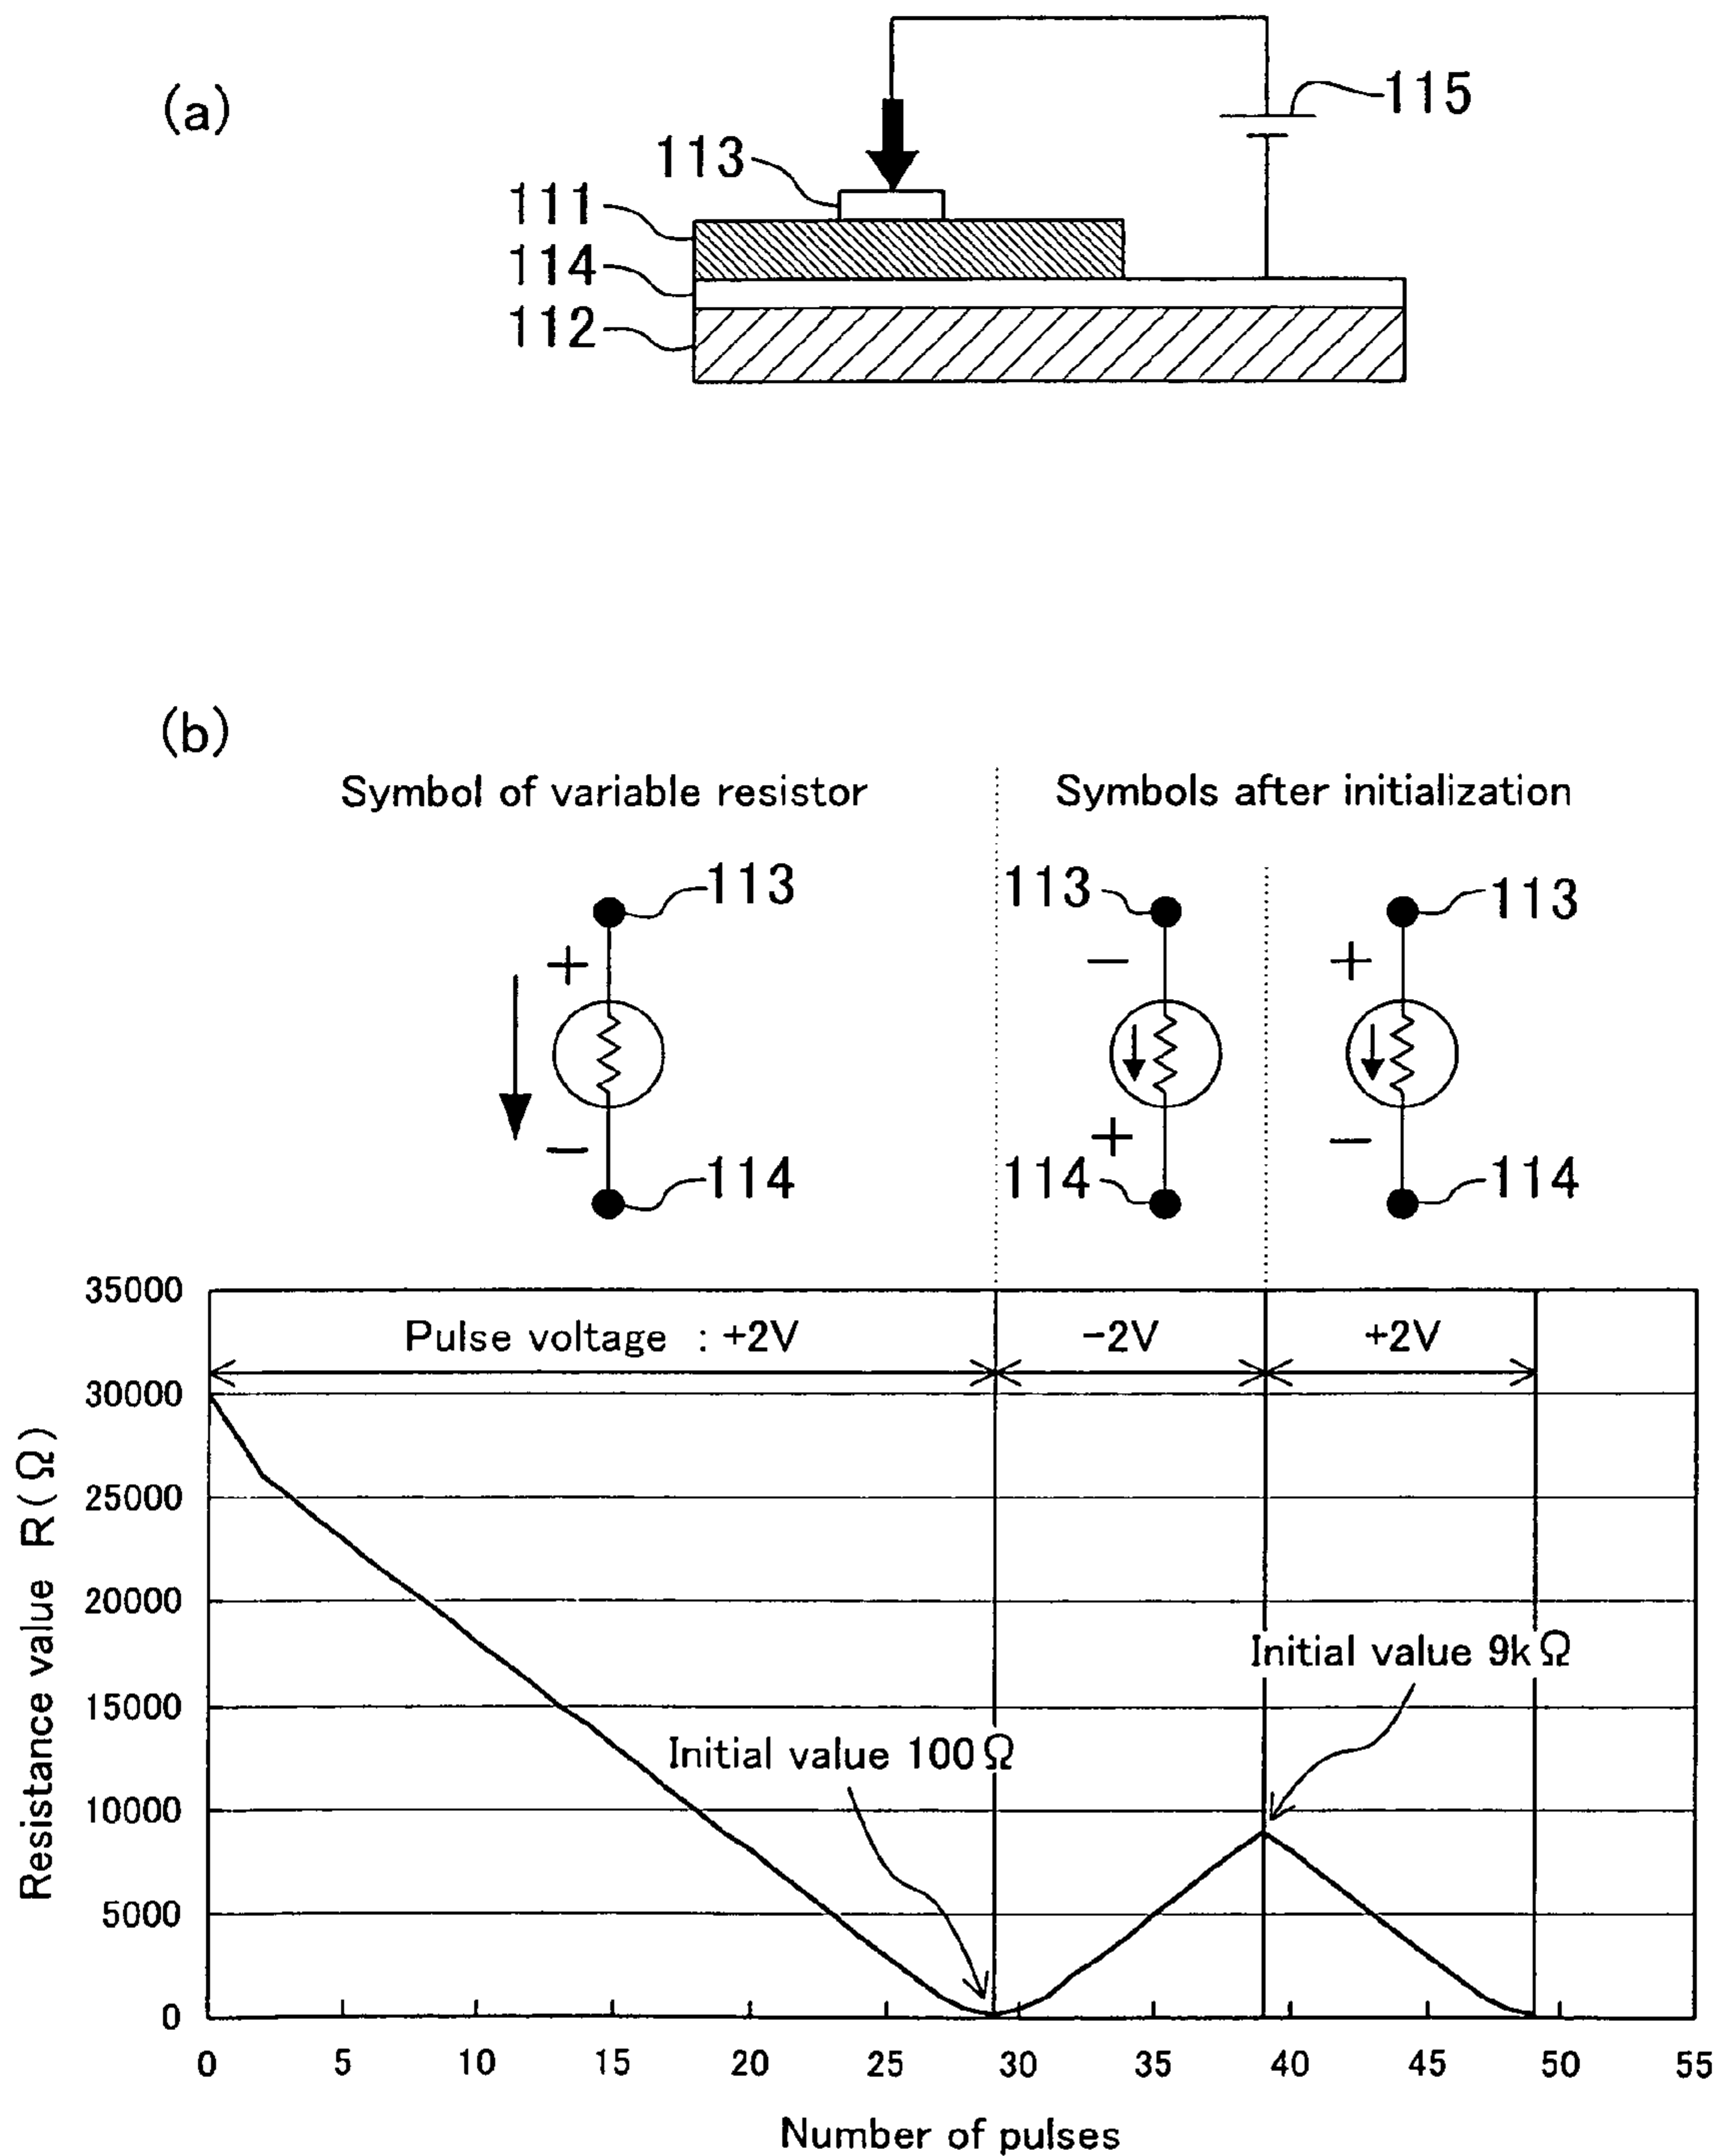 (a)
115
113
111
114
112
(b)
Symbol of variable resistor
Symbols after initialization
113
113
113
+
−
+
−
+
−
114
114
114
35000
30000
25000
20000
15000
10000
5000
0
Resistance value R(Ω)
Pulse voltage : +2V
−2V
+2V
Initial value 9kΩ
Initial value 100Ω
0 5 10 15 20 25 30 35 40 45 50 55
Number of pulses